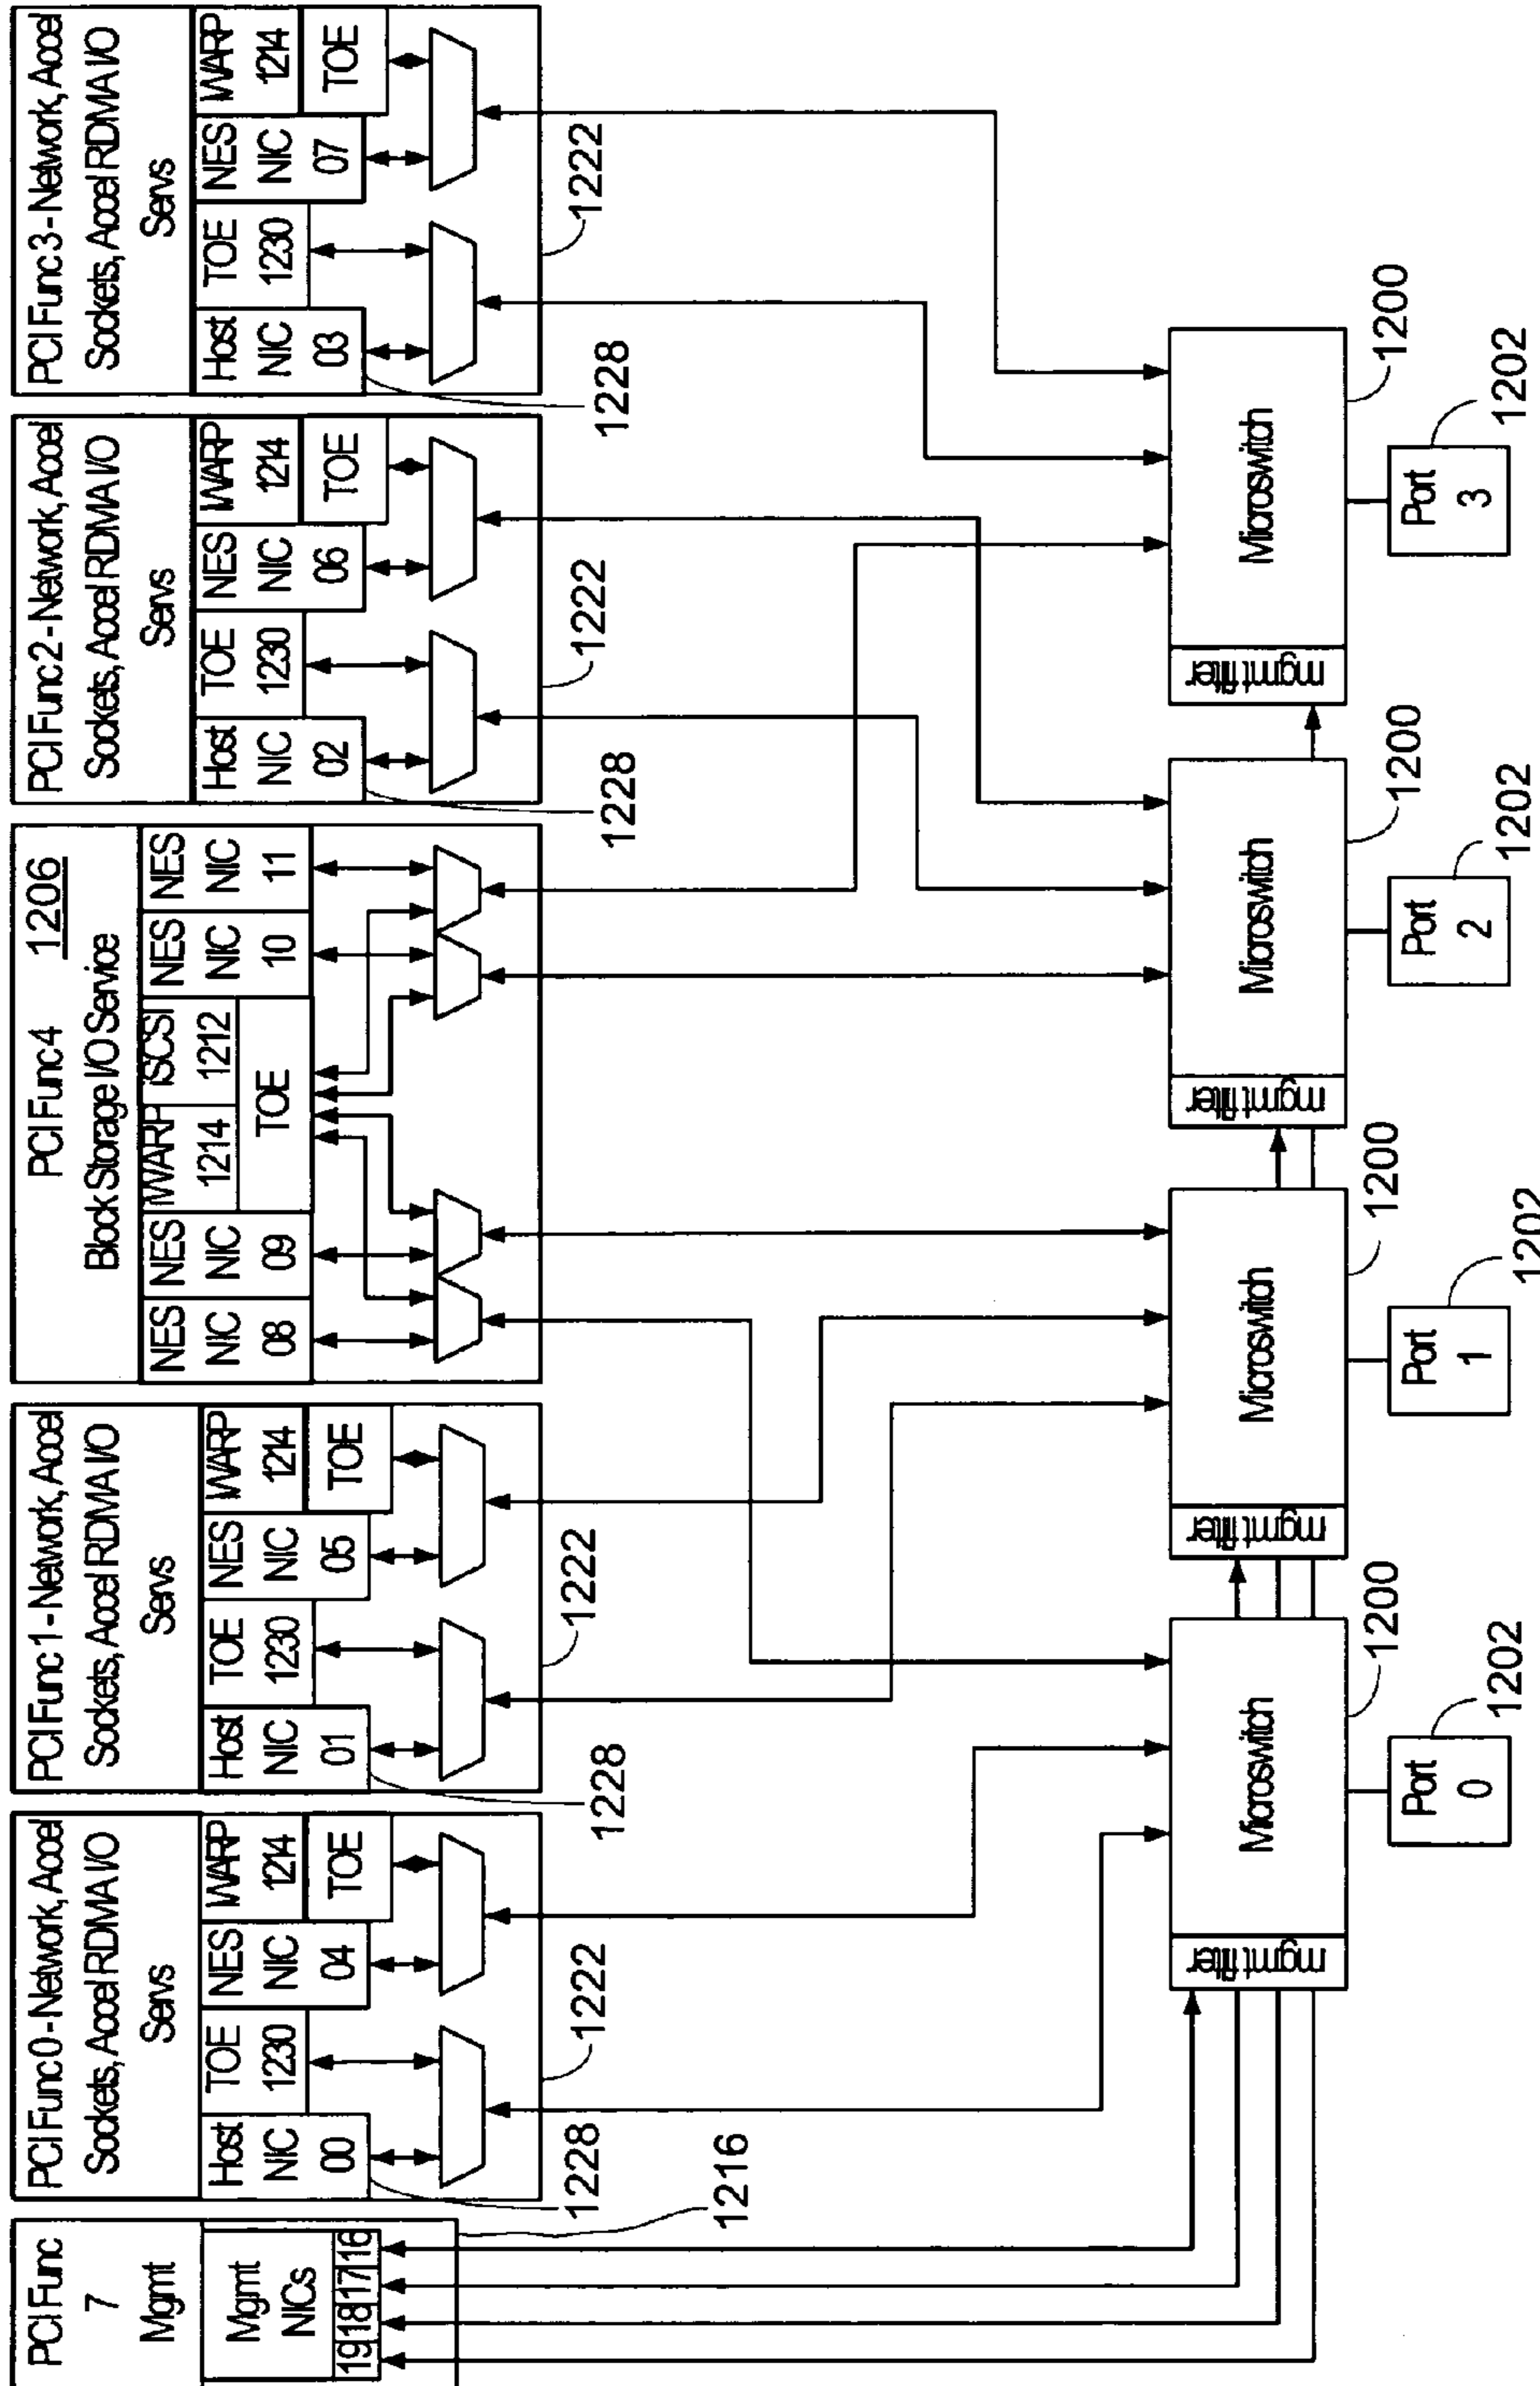 PCI Func
7
Mgmt
Mgmt
NICs
19 18 17 16
1216
PCI Func 0 - Network, Accel
Sockets, Accel RDMA I/O
Servs
Host
NIC
00
TOE
1230
NES
NIC
04
iWARP
1214
TOE
1228
1222
PCI Func 1 - Network, Accel
Sockets, Accel RDMA I/O
Servs
Host
NIC
01
TOE
1230
NES
NIC
05
iWARP
1214
TOE
1228
1222
PCI Func 4 1206
Block Storage I/O Service
NES
NIC
08
NES
NIC
09
iWARP
1214
iSCSI
1212
TOE
NES
NIC
10
NES
NIC
11
PCI Func 2 - Network, Accel
Sockets, Accel RDMA I/O
Servs
Host
NIC
02
TOE
1230
NES
NIC
06
iWARP
1214
TOE
1228
1222
PCI Func 3 - Network, Accel
Sockets, Accel RDMA I/O
Servs
Host
NIC
03
TOE
1230
NES
NIC
07
iWARP
1214
TOE
1228
1222
mgmt filter
Microswitch
1200
Port
0
1202
mgmt filter
Microswitch
1200
Port
1
1202
mgmt filter
Microswitch
1200
Port
2
1202
mgmt filter
Microswitch
1200
Port
3
1202